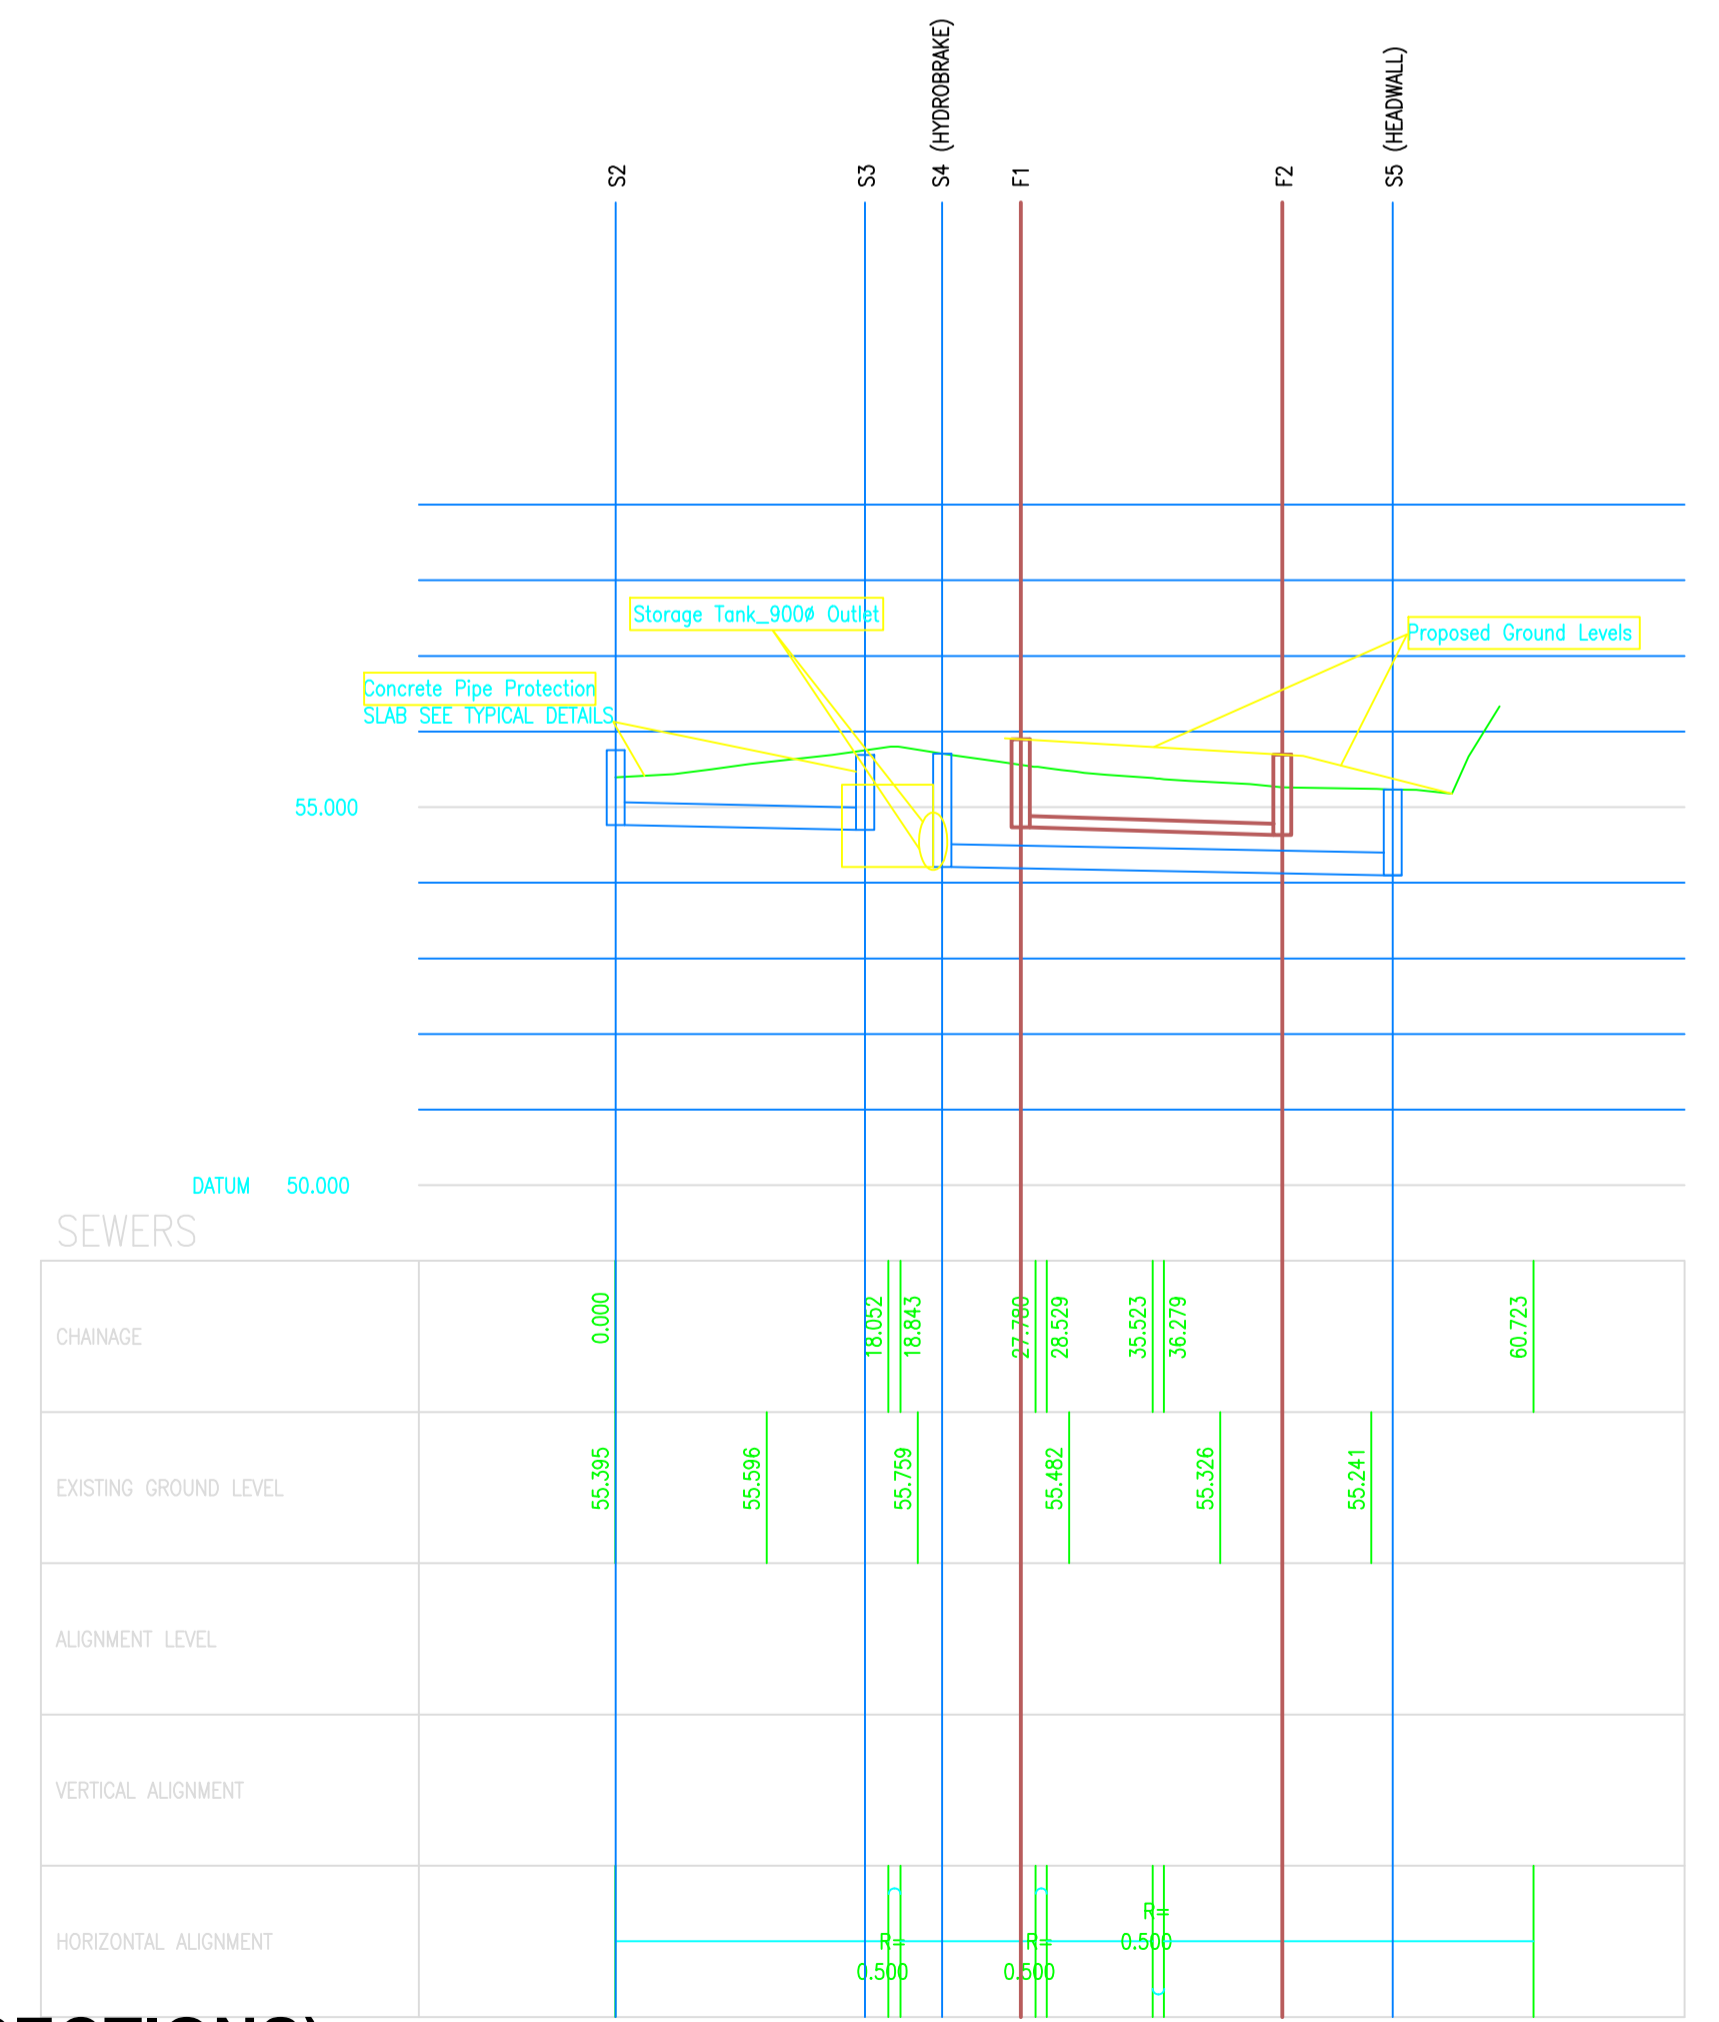 S2
S3
S4 (HYDROBRAKE)
F1
F2
S5 (HEADWALL)
Storage Tank_900ø Outlet
Proposed Ground Levels
Concrete Pipe Protection
SLAB SEE TYPICAL DETAILS
55.000
DATUM 50.000
SEWERS
CHAINAGE
0.000
18.052
18.843
27.780
28.529
35.523
36.279
60.723
EXISTING GROUND LEVEL
55.395
55.596
55.759
55.482
55.326
55.241
ALIGNMENT LEVEL
VERTICAL ALIGNMENT
HORIZONTAL ALIGNMENT
R=
0.500
R=
0.500
R=
0.500